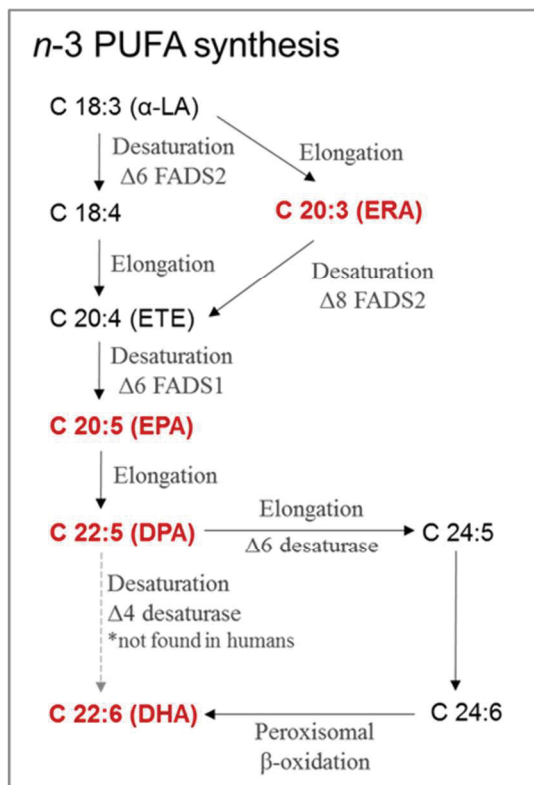 n-3 PUFA synthesis
C 18:3 (α-LA)
Desaturation
Δ6 FADS2
Elongation
C 18:4
C 20:3 (ERA)
Elongation
Desaturation
Δ8 FADS2
C 20:4 (ETE)
Desaturation
Δ6 FADS1
C 20:5 (EPA)
Elongation
C 22:5 (DPA)
Elongation
Δ6 desaturase
C 24:5
Desaturation
Δ4 desaturase
*not found in humans
C 22:6 (DHA)
Peroxisomal
β-oxidation
C 24:6